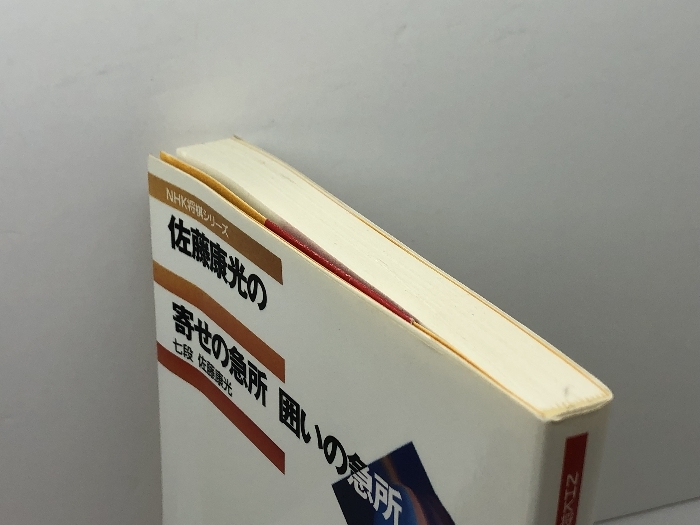 NHK将棋シリーズ
佐藤康光の
寄せの急所 囲いの急所
七段 佐藤康光